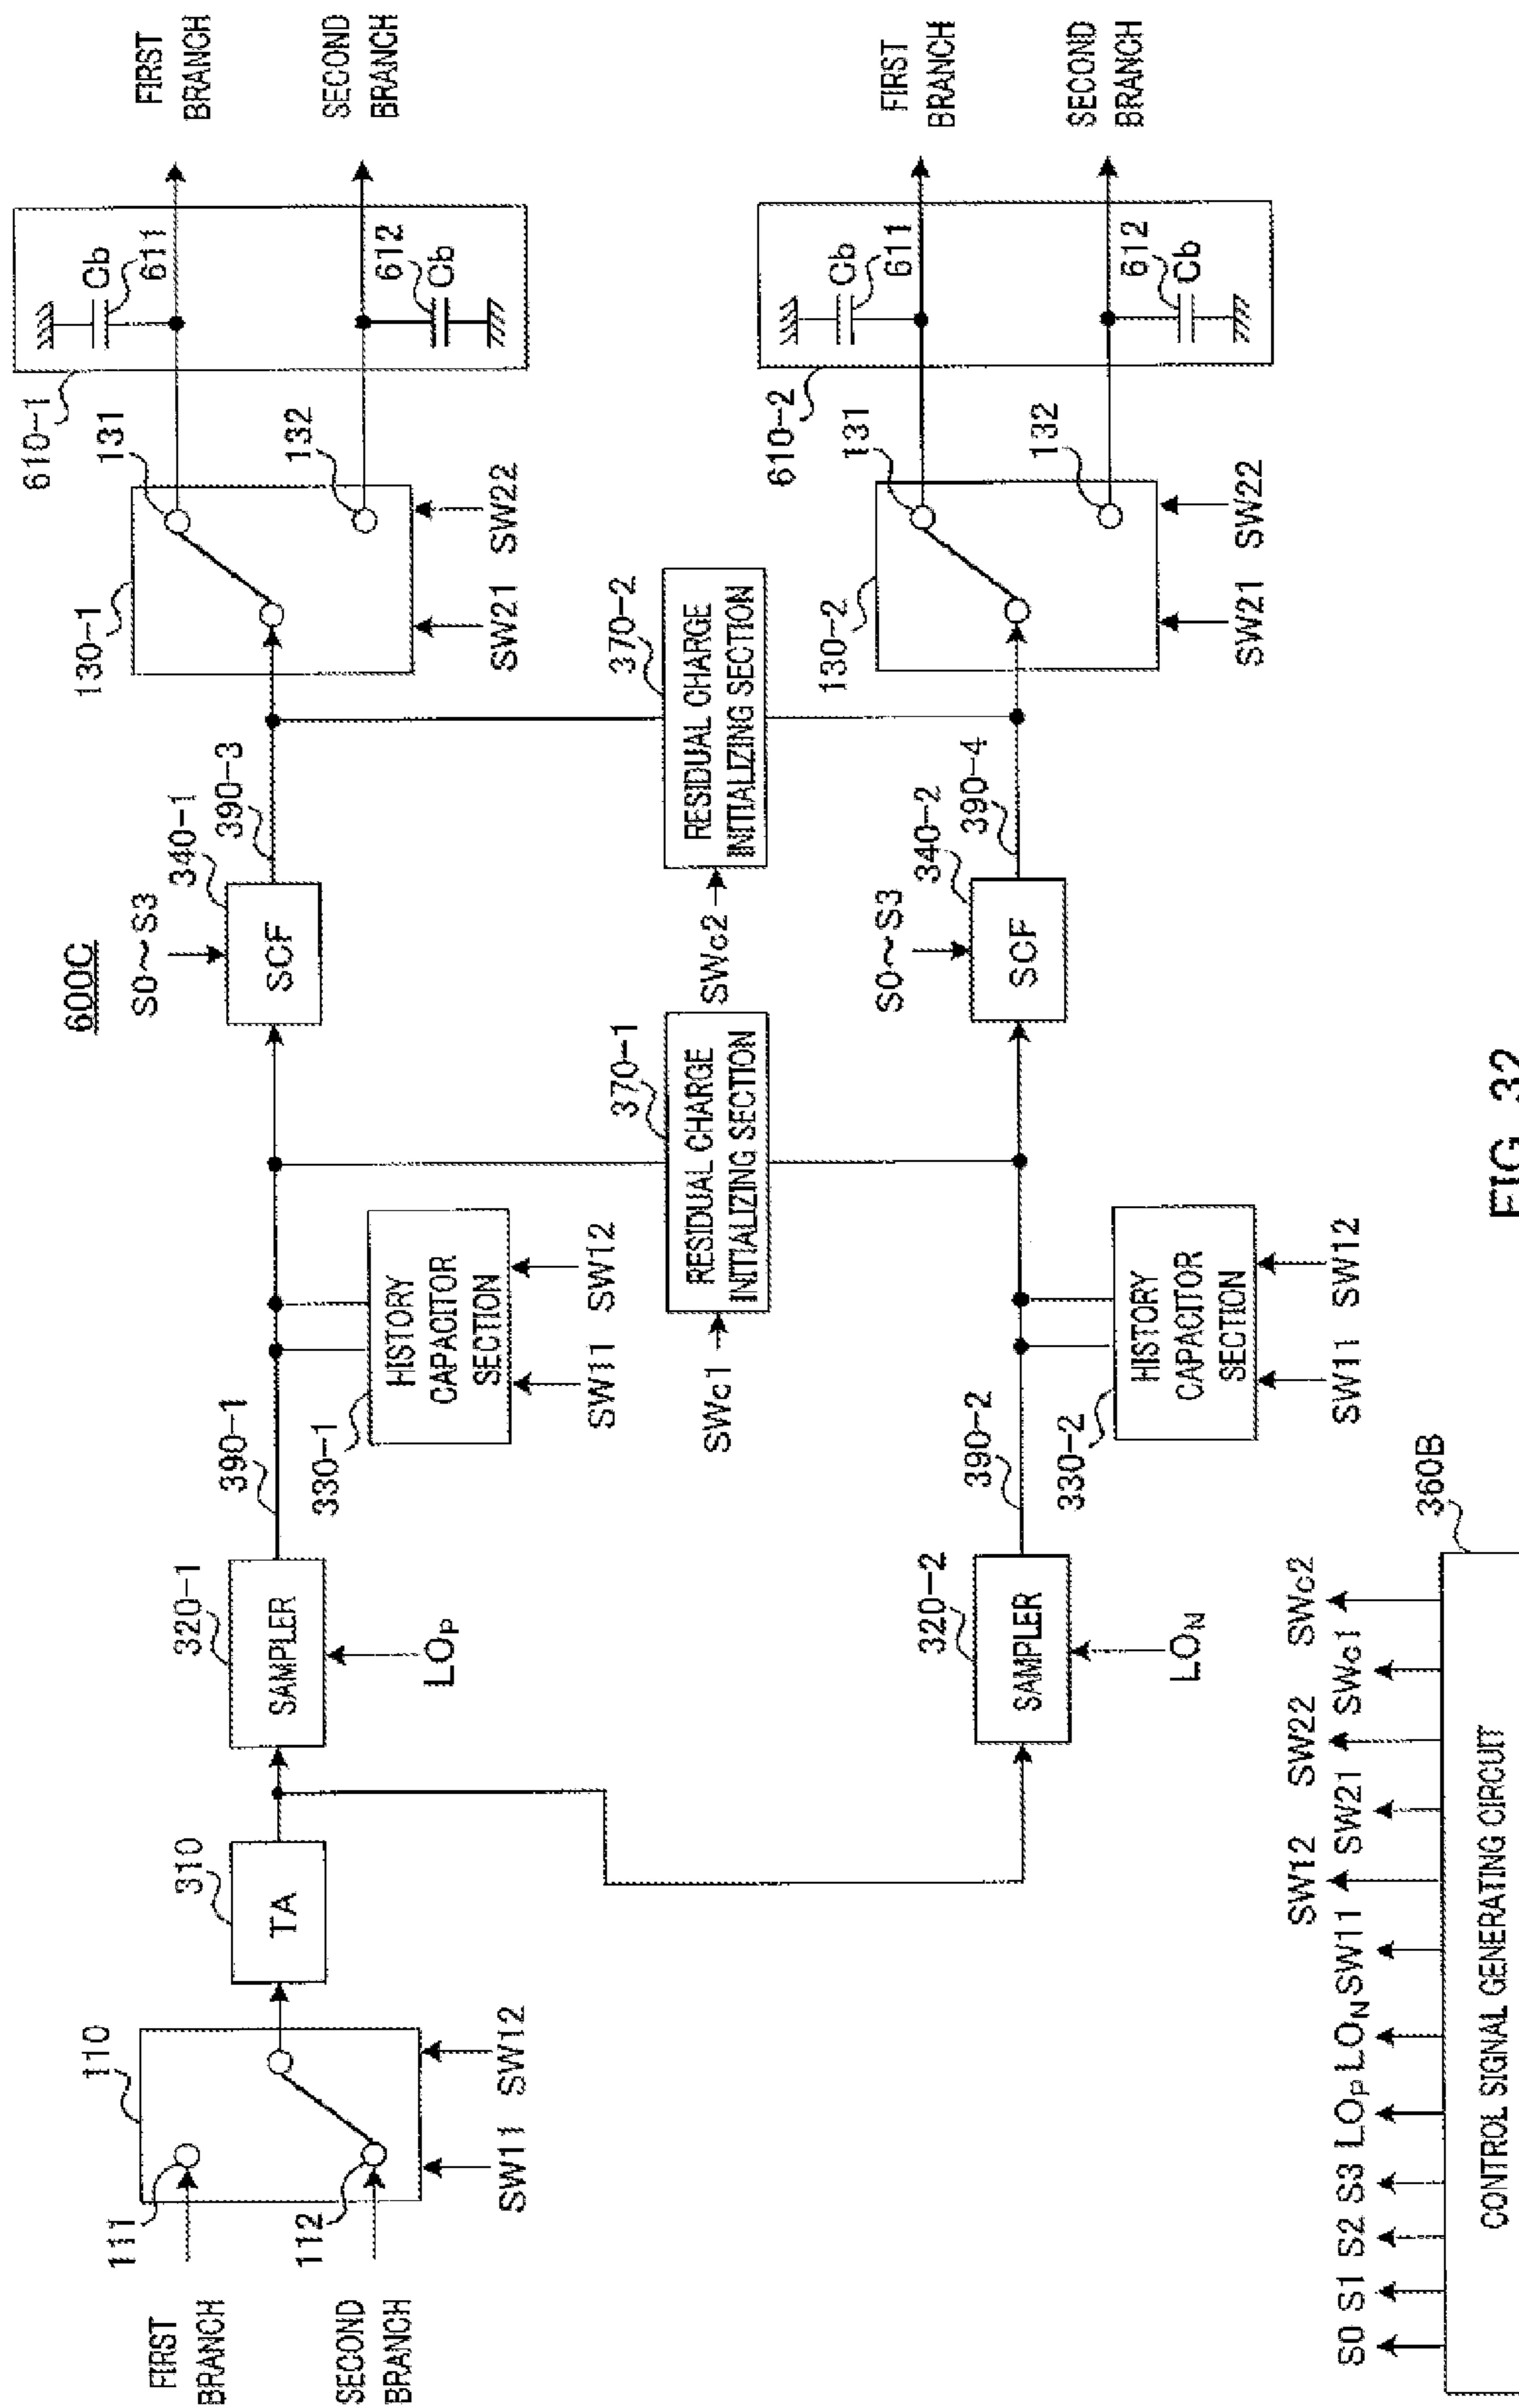 600C
FIRST
BRANCH
SECOND
BRANCH
111
112
110
SW11
SW12
TA
310
SAMPLER
320-1
LOP
390-1
HISTORY
CAPACITOR
SECTION
330-1
SW11
SW12
SCF
340-1
S0~S3
390-3
130-1
131
132
SW21
SW22
610-1
Cb
611
612
Cb
FIRST
BRANCH
SECOND
BRANCH
RESIDUAL CHARGE
INITIALIZING SECTION
370-1
SWc1
RESIDUAL CHARGE
INITIALIZING SECTION
370-2
SWc2
SAMPLER
320-2
LON
390-2
HISTORY
CAPACITOR
SECTION
330-2
SW11
SW12
SCF
340-2
S0~S3
390-4
130-2
131
132
SW21
SW22
610-2
Cb
611
612
Cb
FIRST
BRANCH
SECOND
BRANCH
S0 S1 S2 S3 LOP LON SW11 SW12 SW21 SW22 SWc1 SWc2
CONTROL SIGNAL GENERATING CIRCUIT
360B
FIG. 32